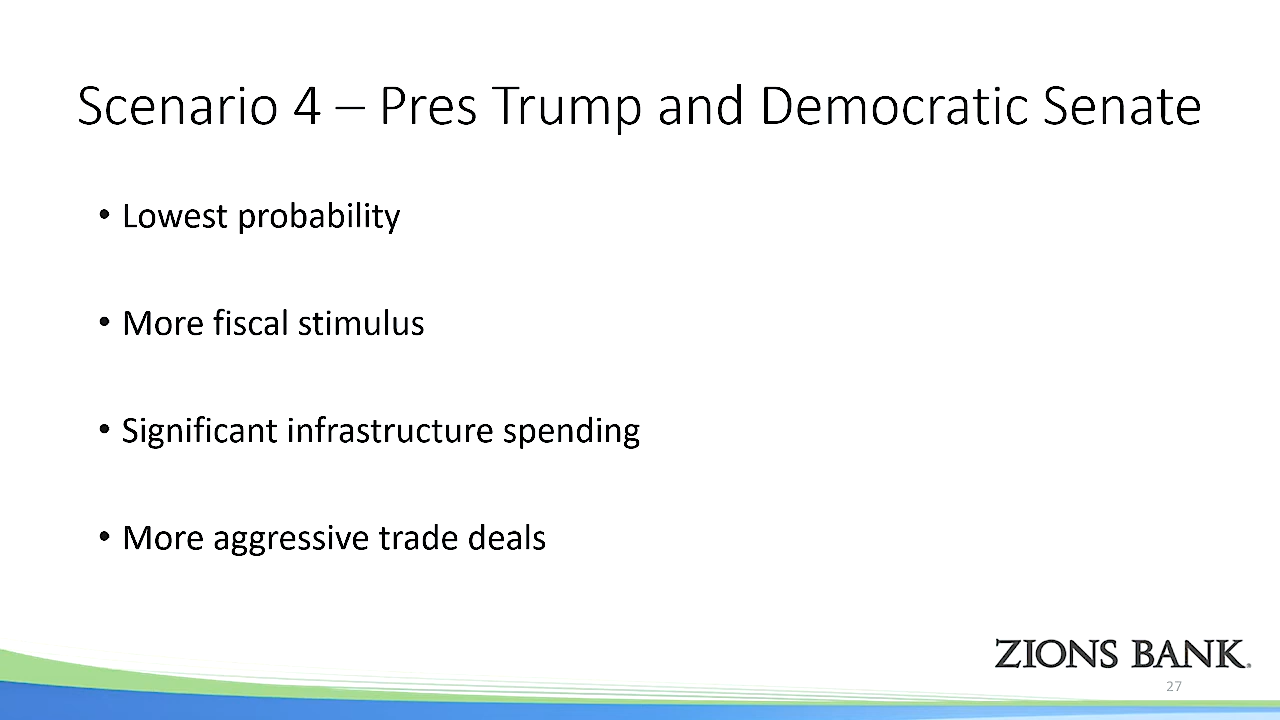 Scenario 4 – Pres Trump and Democratic Senate
• Lowest probability
• More fiscal stimulus
• Significant infrastructure spending
• More aggressive trade deals
ZIONS BANK®
27